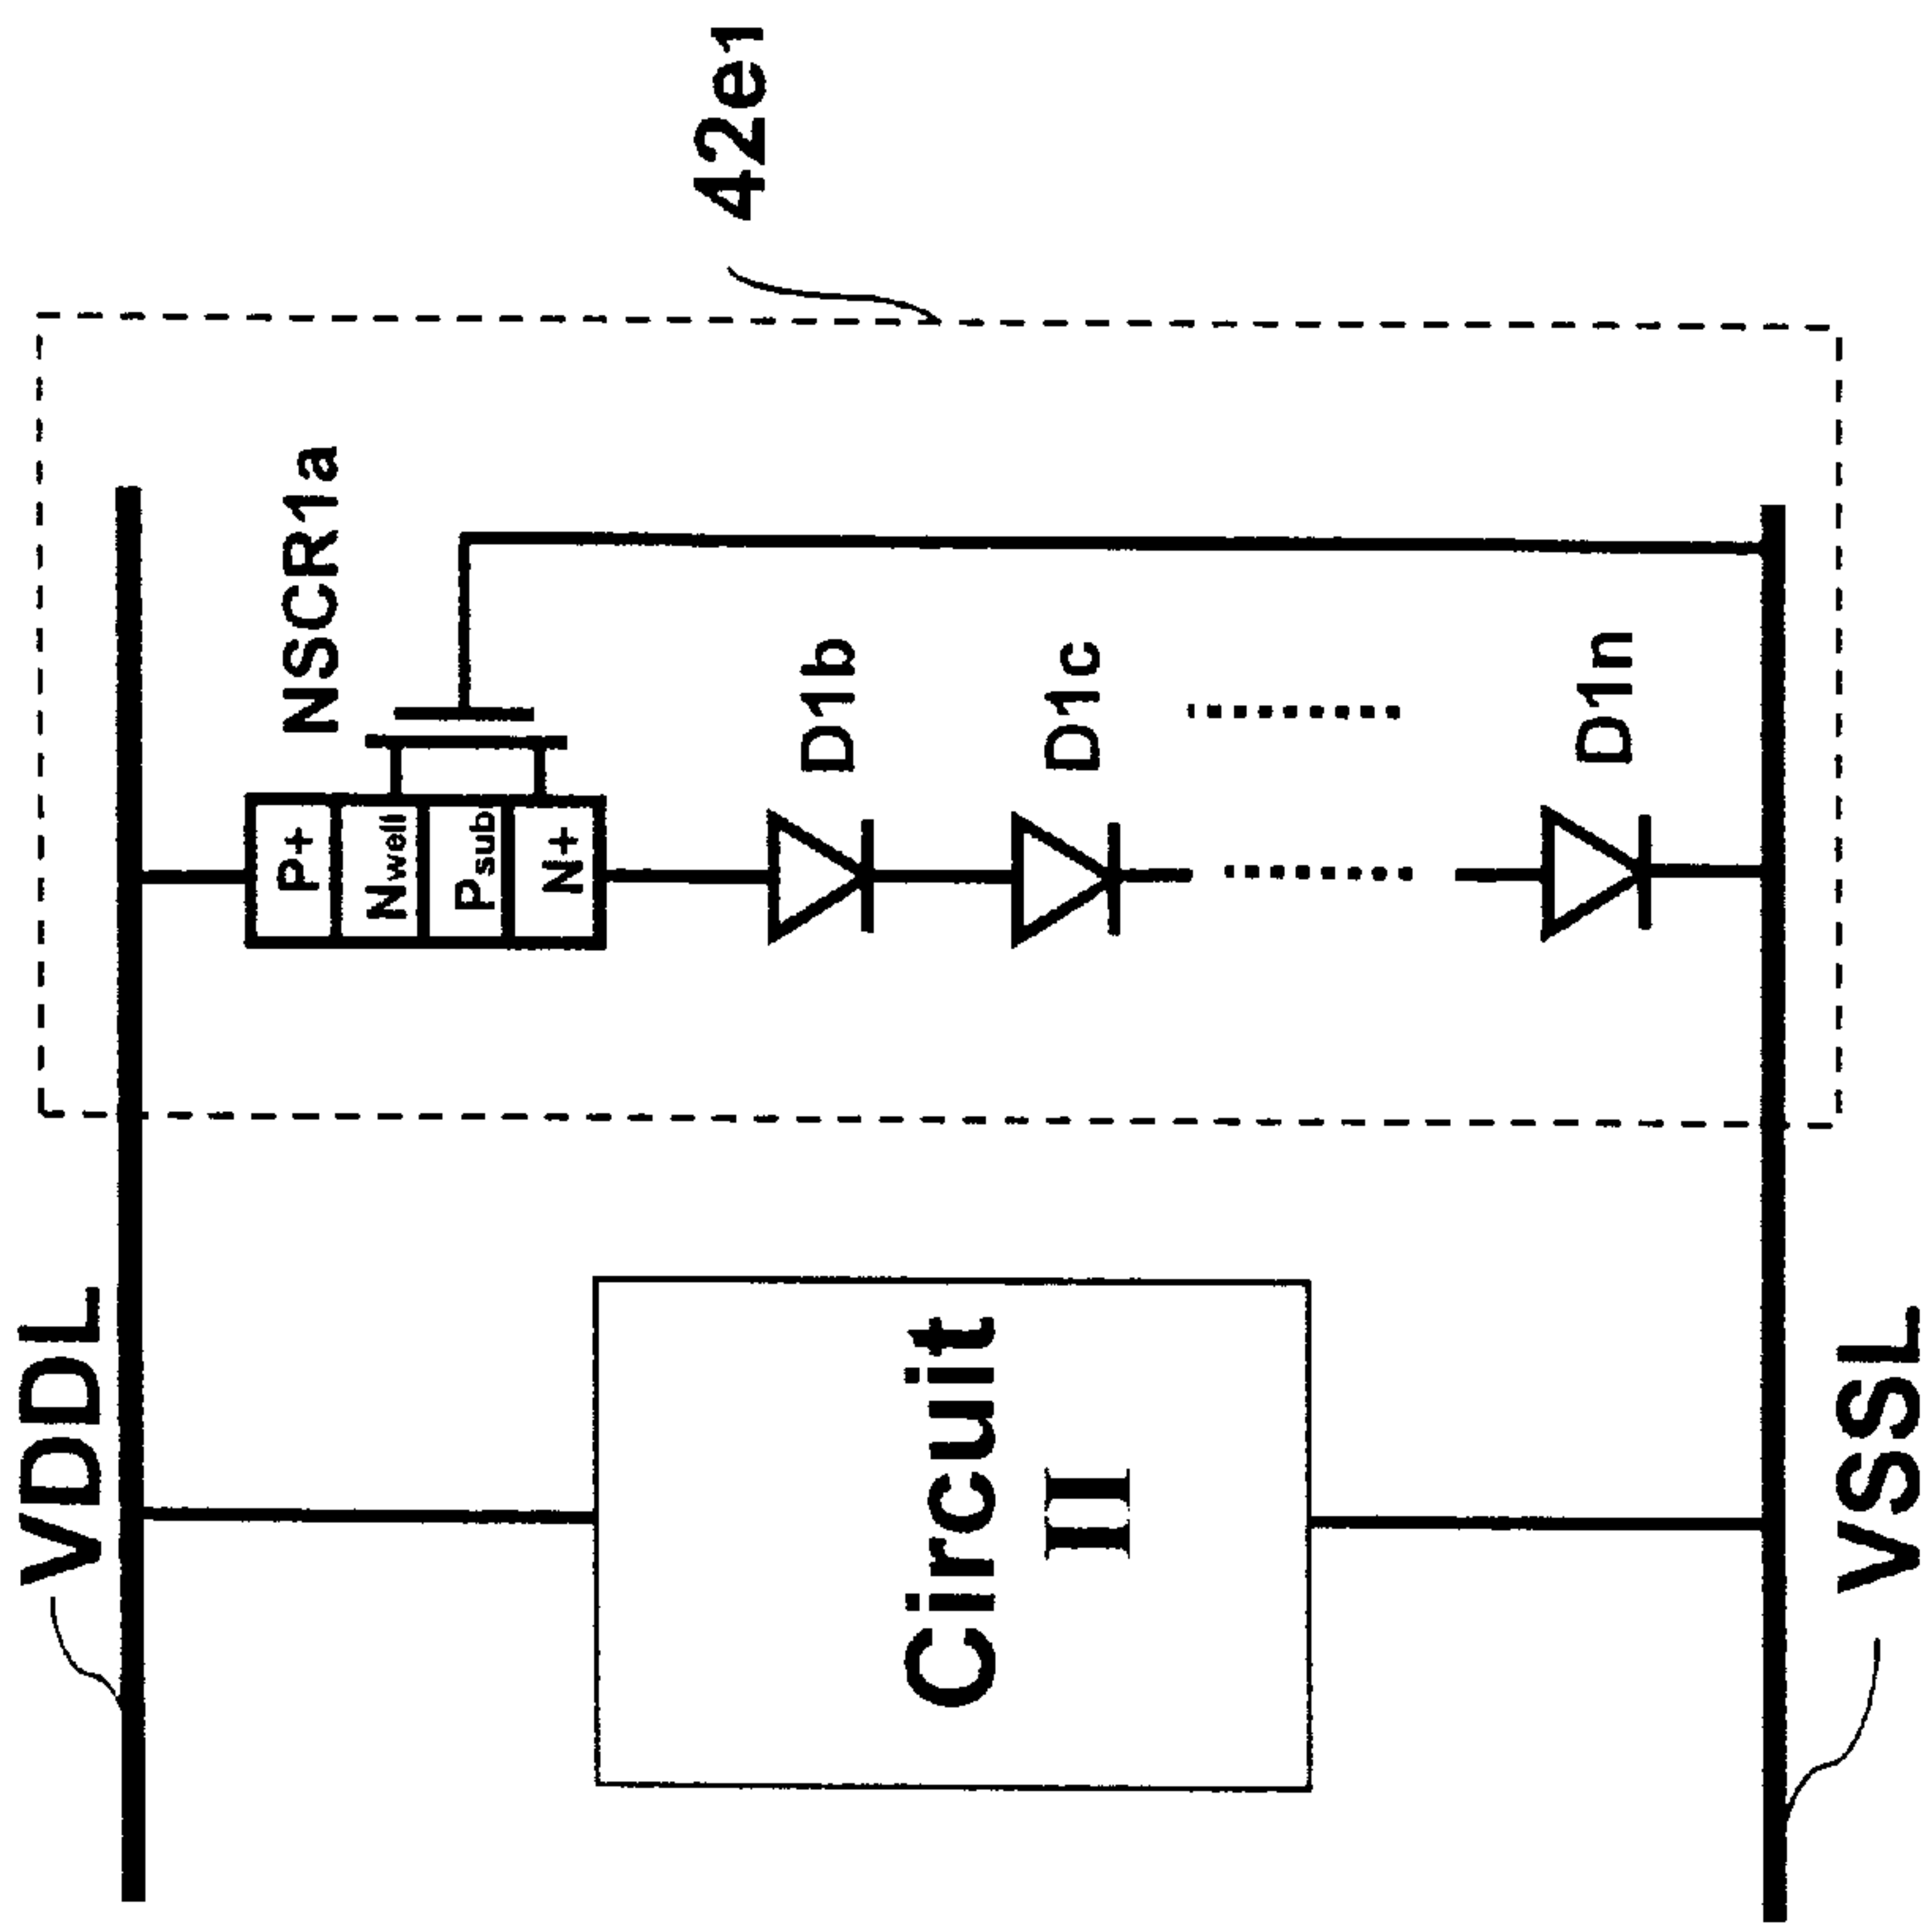 VDDL
Circuit
II
VSSL
P+
Nwell
Psub
N+
NSCR1a
D1b
D1c
D1n
42e1